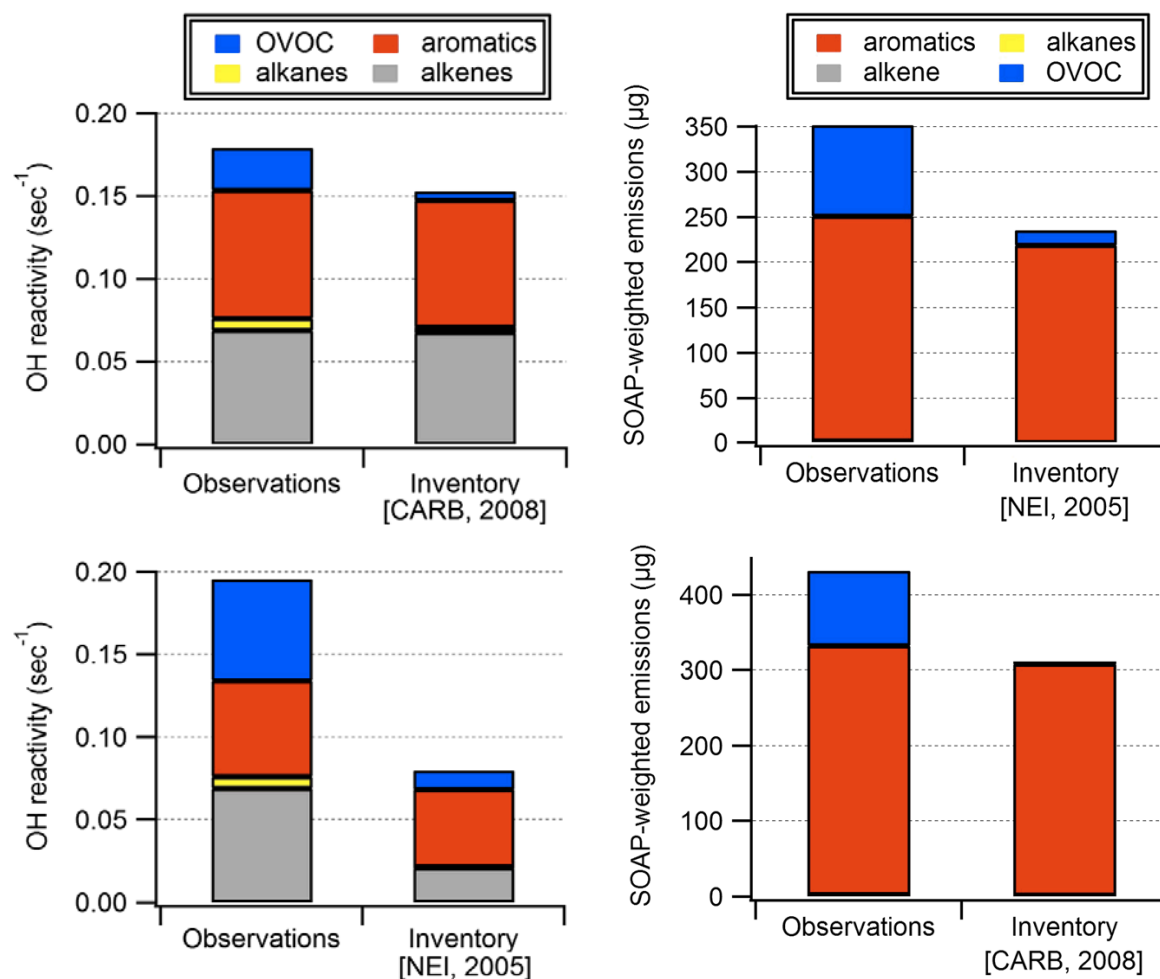 OVOC aromatics
alkanes alkenes
OH reactivity (sec⁻¹)
0.20
0.15
0.10
0.05
0.00
Observations Inventory
[CARB, 2008]
aromatics alkanes
alkene OVOC
SOAP-weighted emissions (µg)
350
300
250
200
150
100
50
0
Observations Inventory
[NEI, 2005]
OH reactivity (sec⁻¹)
0.20
0.15
0.10
0.05
0.00
Observations Inventory
[NEI, 2005]
SOAP-weighted emissions (µg)
400
300
200
100
0
Observations Inventory
[CARB, 2008]